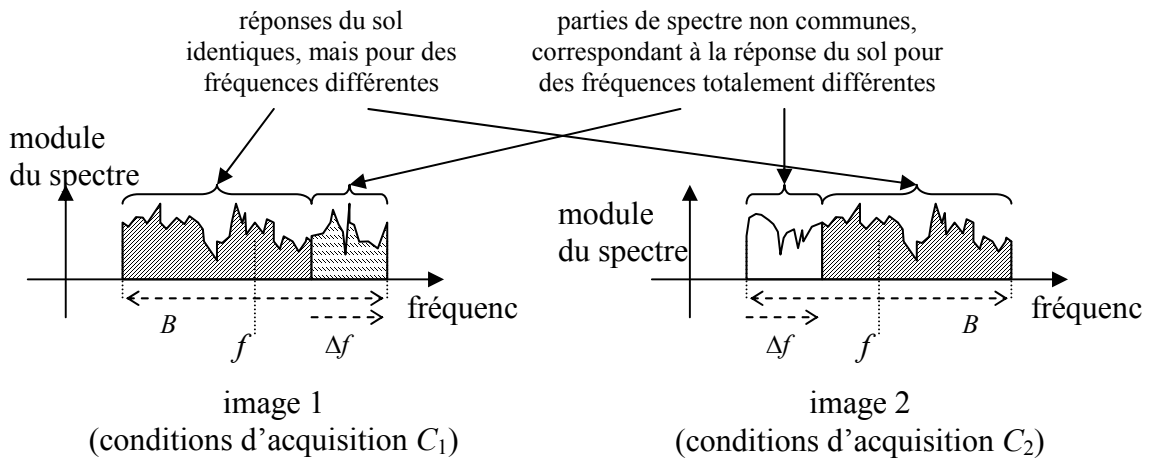 réponses du sol
identiques, mais pour des
fréquences différentes
parties de spectre non communes,
correspondant à la réponse du sol pour
des fréquences totalement différentes
module
du spectre
fréquenc
B
f
Δf
image 1
(conditions d’acquisition C1)
module
du spectre
fréquenc
Δf
f
B
image 2
(conditions d’acquisition C2)